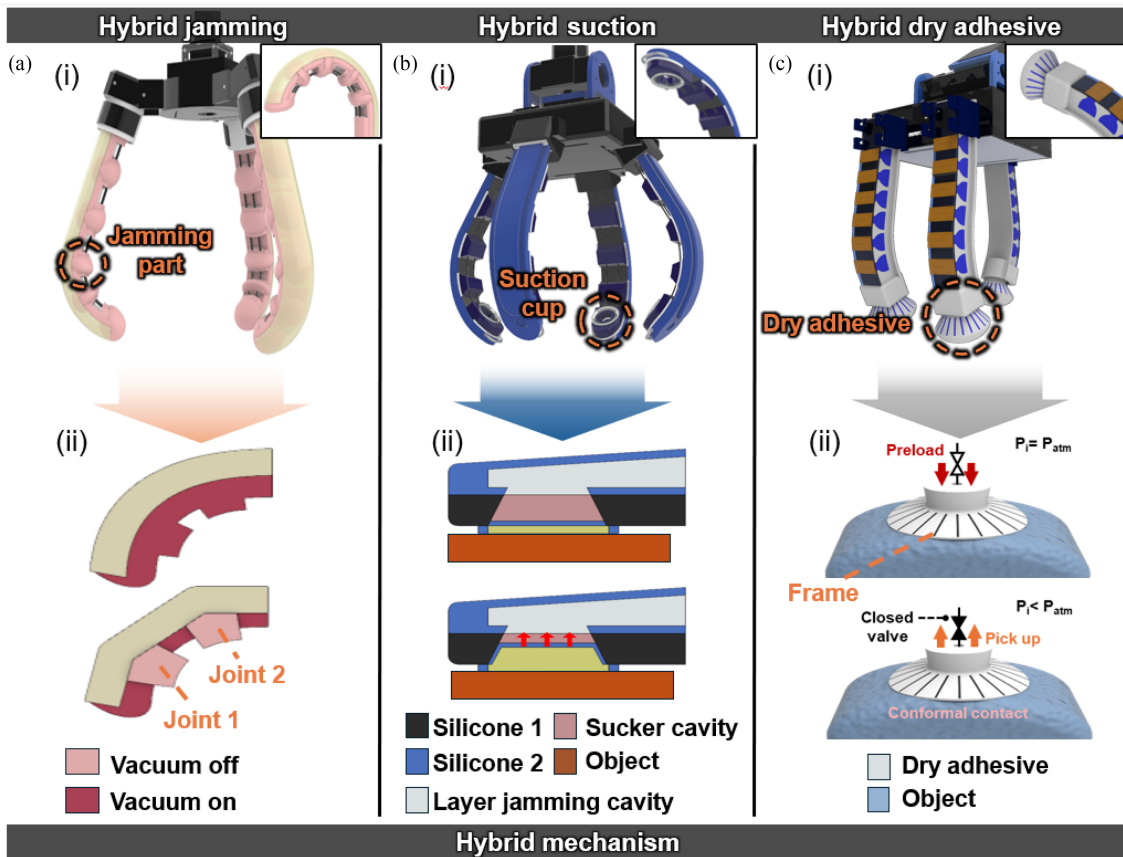 Hybrid jamming
Hybrid suction
Hybrid dry adhesive
(a)
(i)
Jamming
part
(ii)
Joint 2
Joint 1
Vacuum off
Vacuum on
(b)
(i)
Suction
cup
(ii)
Silicone 1
Sucker cavity
Silicone 2
Object
Layer jamming cavity
(c)
(i)
Dry adhesive
(ii)
Preload
Pᵢ= Pₐₜₘ
Frame
Closed
valve
Pᵢ< Pₐₜₘ
Pick up
Conformal contact
Dry adhesive
Object
Hybrid mechanism